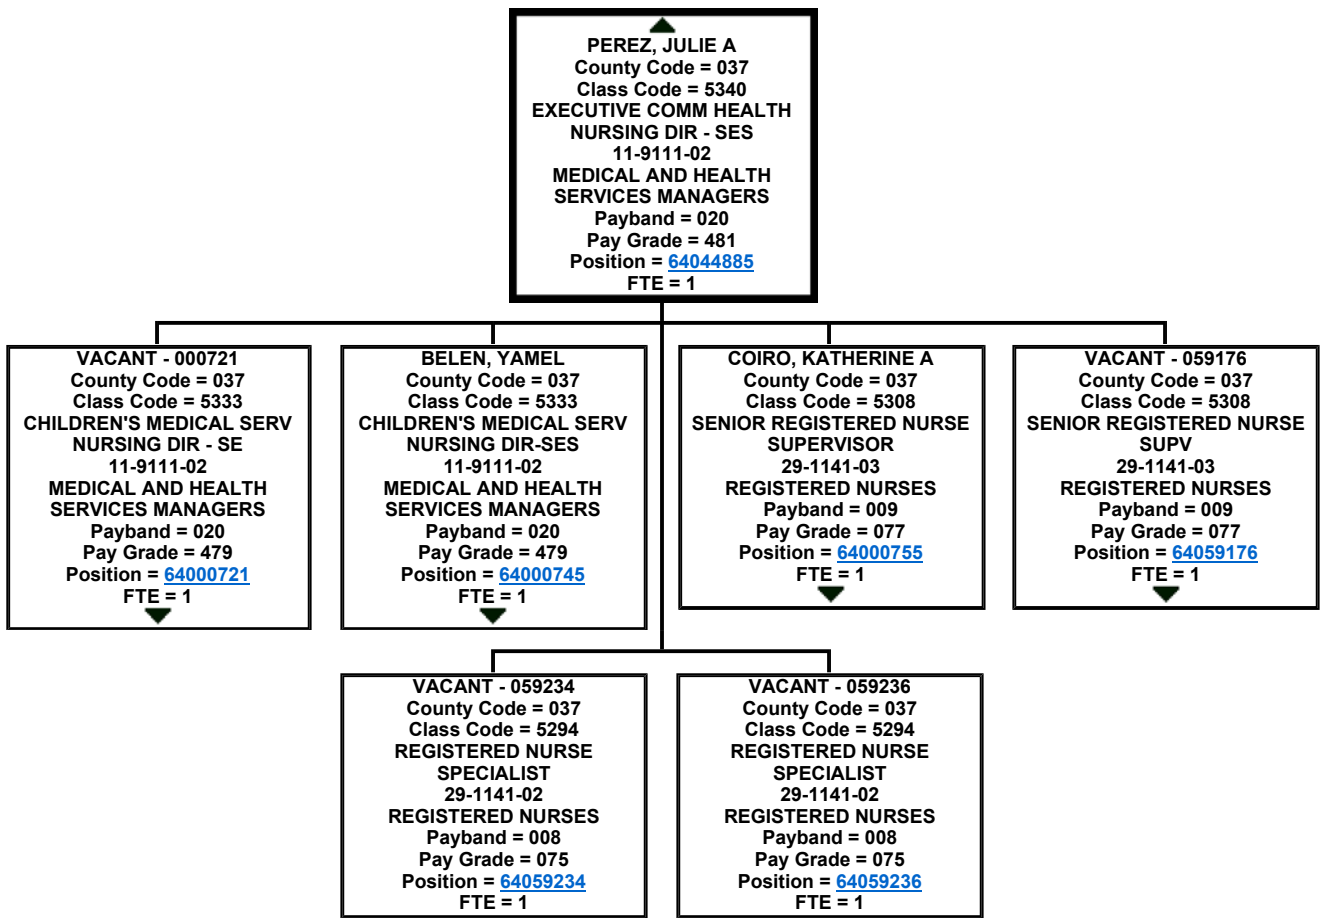 PEREZ, JULIE A
County Code = 037
Class Code = 5340
EXECUTIVE COMM HEALTH
NURSING DIR - SES
11-9111-02
MEDICAL AND HEALTH
SERVICES MANAGERS
Payband = 020
Pay Grade = 481
Position = 64044885
FTE = 1
VACANT - 000721
County Code = 037
Class Code = 5333
CHILDREN'S MEDICAL SERV
NURSING DIR - SE
11-9111-02
MEDICAL AND HEALTH
SERVICES MANAGERS
Payband = 020
Pay Grade = 479
Position = 64000721
FTE = 1
BELEN, YAMEL
County Code = 037
Class Code = 5333
CHILDREN'S MEDICAL SERV
NURSING DIR-SES
11-9111-02
MEDICAL AND HEALTH
SERVICES MANAGERS
Payband = 020
Pay Grade = 479
Position = 64000745
FTE = 1
COIRO, KATHERINE A
County Code = 037
Class Code = 5308
SENIOR REGISTERED NURSE
SUPERVISOR
29-1141-03
REGISTERED NURSES
Payband = 009
Pay Grade = 077
Position = 64000755
FTE = 1
VACANT - 059176
County Code = 037
Class Code = 5308
SENIOR REGISTERED NURSE
SUPV
29-1141-03
REGISTERED NURSES
Payband = 009
Pay Grade = 077
Position = 64059176
FTE = 1
VACANT - 059234
County Code = 037
Class Code = 5294
REGISTERED NURSE
SPECIALIST
29-1141-02
REGISTERED NURSES
Payband = 008
Pay Grade = 075
Position = 64059234
FTE = 1
VACANT - 059236
County Code = 037
Class Code = 5294
REGISTERED NURSE
SPECIALIST
29-1141-02
REGISTERED NURSES
Payband = 008
Pay Grade = 075
Position = 64059236
FTE = 1